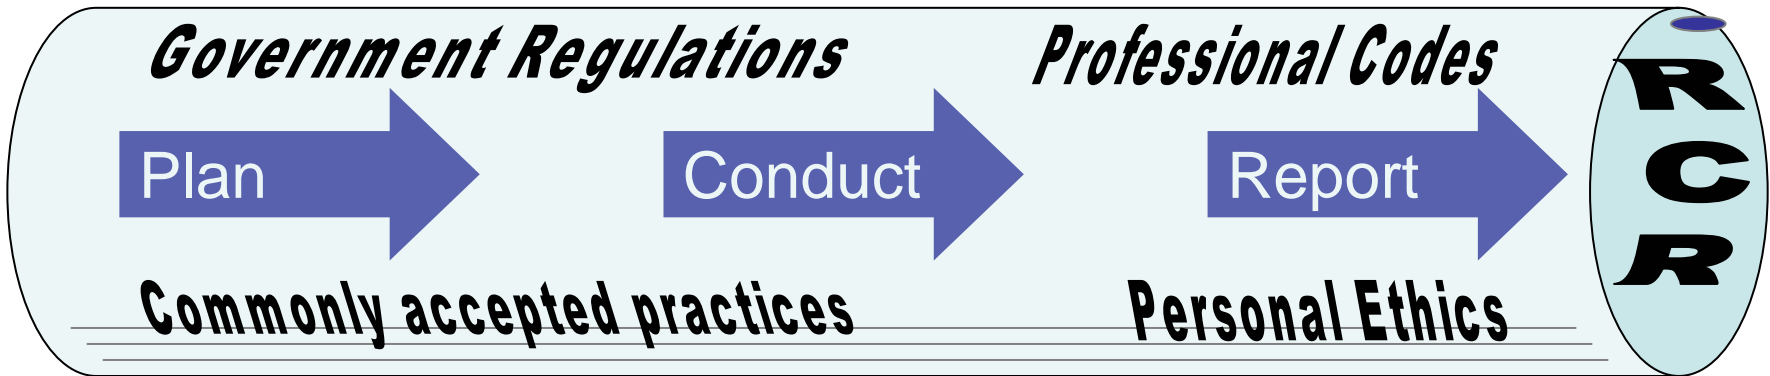 Government Regulations
Professional Codes
Plan
Conduct
Report
Commonly accepted practices
Personal Ethics
R
C
R